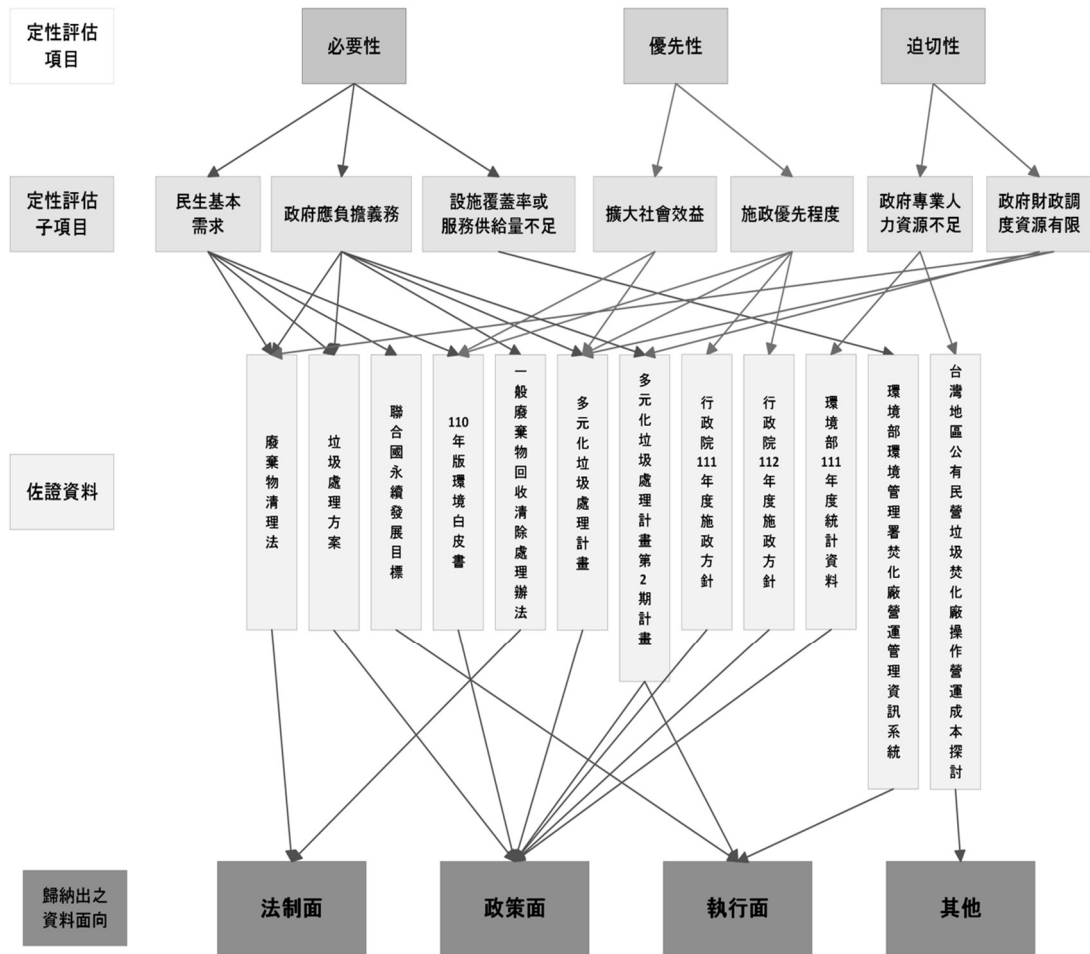 定性評估
項目
必要性
優先性
迫切性
定性評估
子項目
民生基本
需求
政府應負擔義務
設施覆蓋率或
服務供給量不足
擴大社會效益
施政優先程度
政府專業人
力資源不足
政府財政調
度資源有限
佐證資料
廢棄物清理法
垃圾處理方案
聯合國永續發展目標
110年版環境白皮書
一般廢棄物回收清除處理辦法
多元化垃圾處理計畫
多元化垃圾處理計畫第2期計畫
行政院111年度施政方針
行政院112年度施政方針
環境部111年度統計資料
環境部環境管理署焚化廠營運管理資訊系統
台灣地區公有民營垃圾焚化廠操作營運成本探討
歸納出之
資料面向
法制面
政策面
執行面
其他